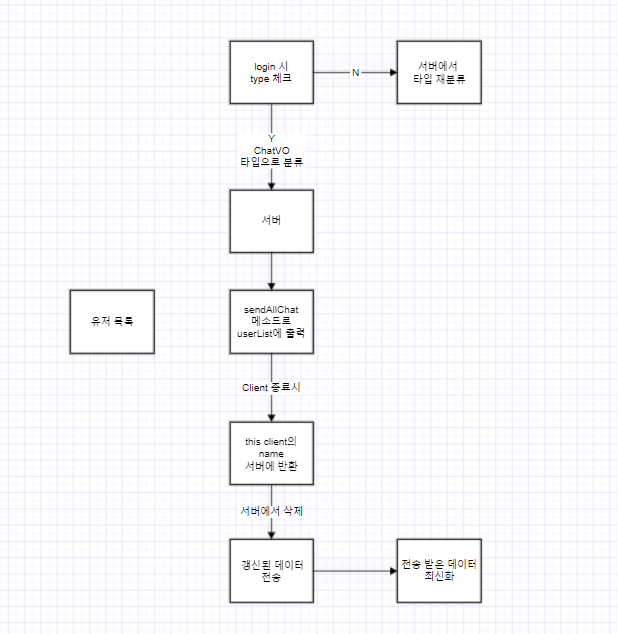 login 시
type 체크
N
서버에서
타입 재분류
Y
ChatVO
타입으로 분류
서버
유저 목록
sendAllChat
메소드로
userList에 출력
Client 종료시
this client의
name
서버에 반환
서버에서 삭제
갱신된 데이터
전송
전송 받은 데이터
최신화